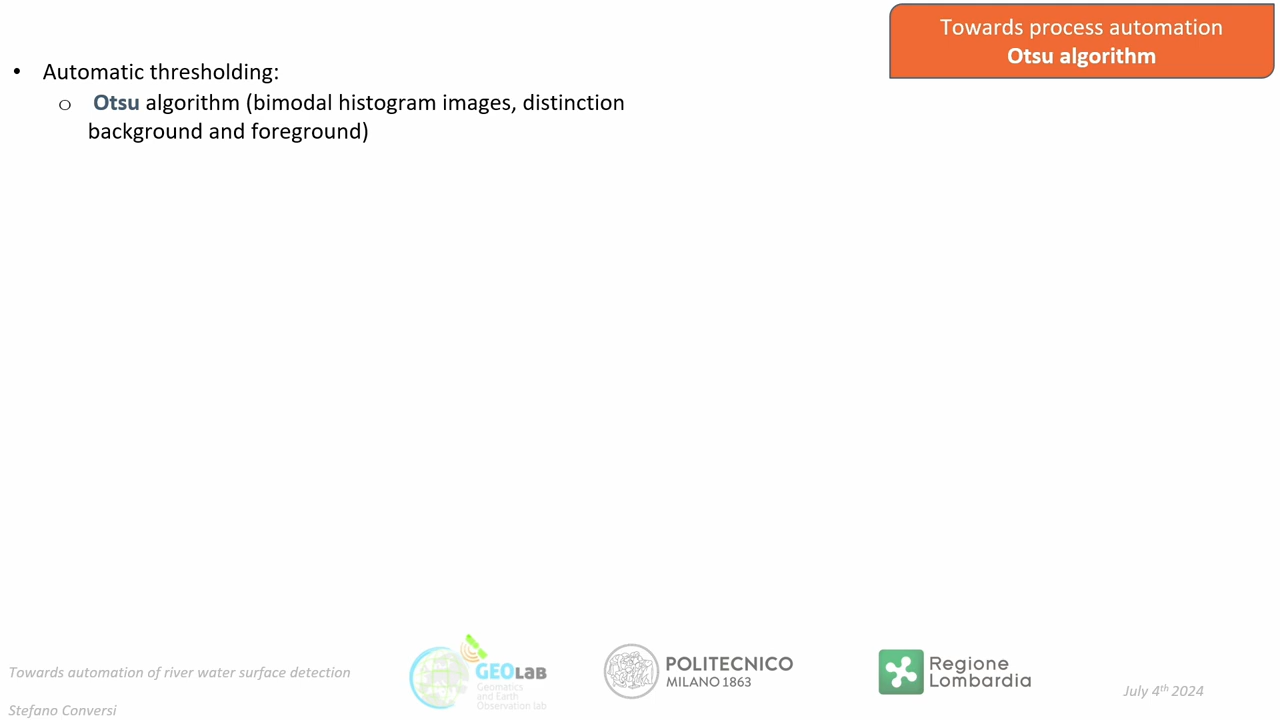 Towards process automation
Otsu algorithm
• Automatic thresholding:
o Otsu algorithm (bimodal histogram images, distinction
background and foreground)
Towards automation of river water surface detection
Stefano Conversi
GEOLAB
Geomatics
and Earth
Observation lab
POLITECNICO
MILANO 1863
Regione
Lombardia
July 4th 2024